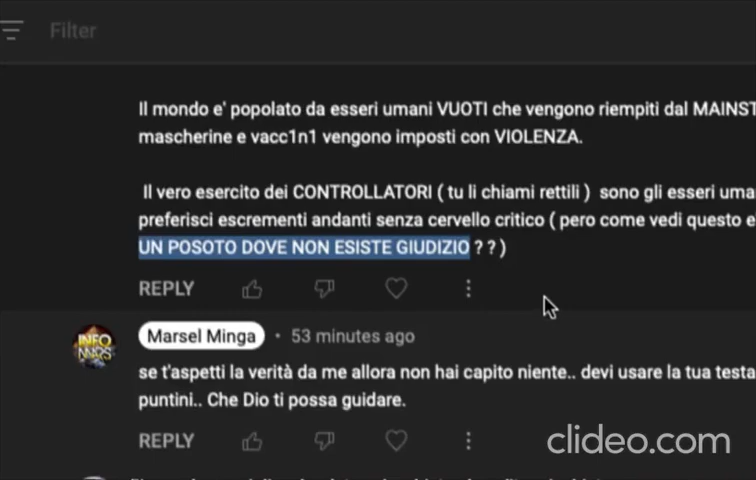 Filter
Il mondo e' popolato da esseri umani VUOTI che vengono riempiti dal MAINST
mascherine e vacc1n1 vengono imposti con VIOLENZA.
Il vero esercito dei CONTROLLATORI ( tu li chiami rettili ) sono gli esseri uma
preferisci escrementi andanti senza cervello critico ( pero come vedi questo e
UN POSOTO DOVE NON ESISTE GIUDIZIO ? ? )
REPLY
INFO
Marsel Minga • 53 minutes ago
se t'aspetti la verità da me allora non hai capito niente.. devi usare la tua testa
puntini.. Che Dio ti possa guidare.
REPLY
clideo.com